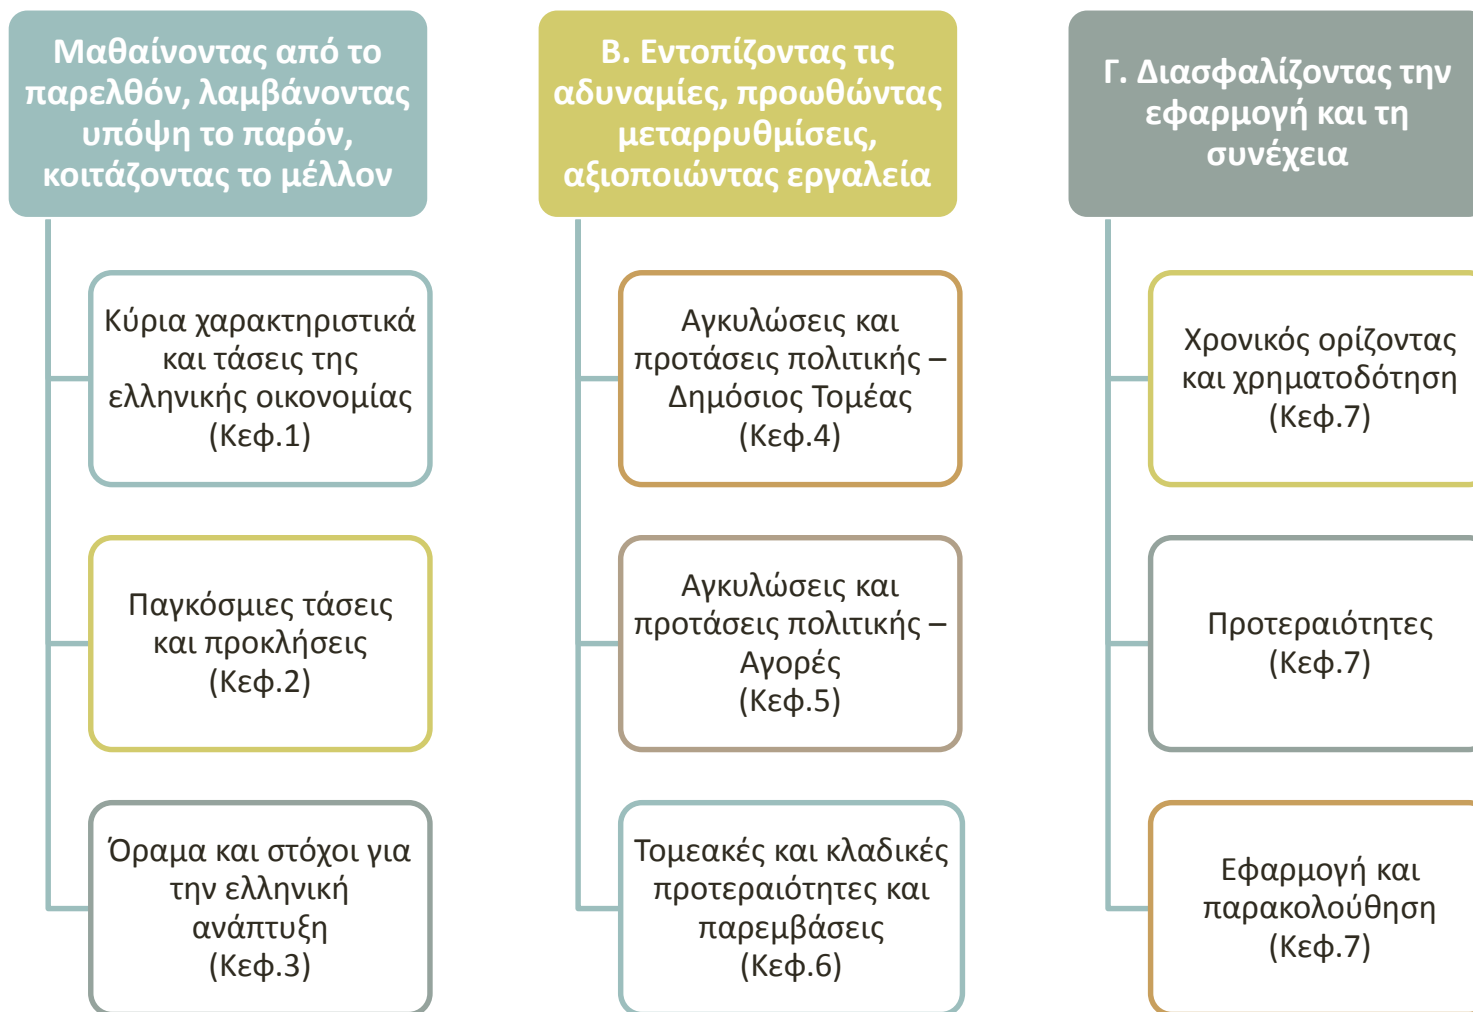 Μαθαίνοντας από το
παρελθόν, λαμβάνοντας
υπόψη το παρόν,
κοιτάζοντας το μέλλον
Κύρια χαρακτηριστικά
και τάσεις της
ελληνικής οικονομίας
(Κεφ.1)
Παγκόσμιες τάσεις
και προκλήσεις
(Κεφ.2)
Όραμα και στόχοι για
την ελληνική
ανάπτυξη
(Κεφ.3)
Β. Εντοπίζοντας τις
αδυναμίες, προωθώντας
μεταρρυθμίσεις,
αξιοποιώντας εργαλεία
Αγκυλώσεις και
προτάσεις πολιτικής –
Δημόσιος Τομέας
(Κεφ.4)
Αγκυλώσεις και
προτάσεις πολιτικής –
Αγορές
(Κεφ.5)
Τομεακές και κλαδικές
προτεραιότητες και
παρεμβάσεις
(Κεφ.6)
Γ. Διασφαλίζοντας την
εφαρμογή και τη
συνέχεια
Χρονικός ορίζοντας
και χρηματοδότηση
(Κεφ.7)
Προτεραιότητες
(Κεφ.7)
Εφαρμογή και
παρακολούθηση
(Κεφ.7)